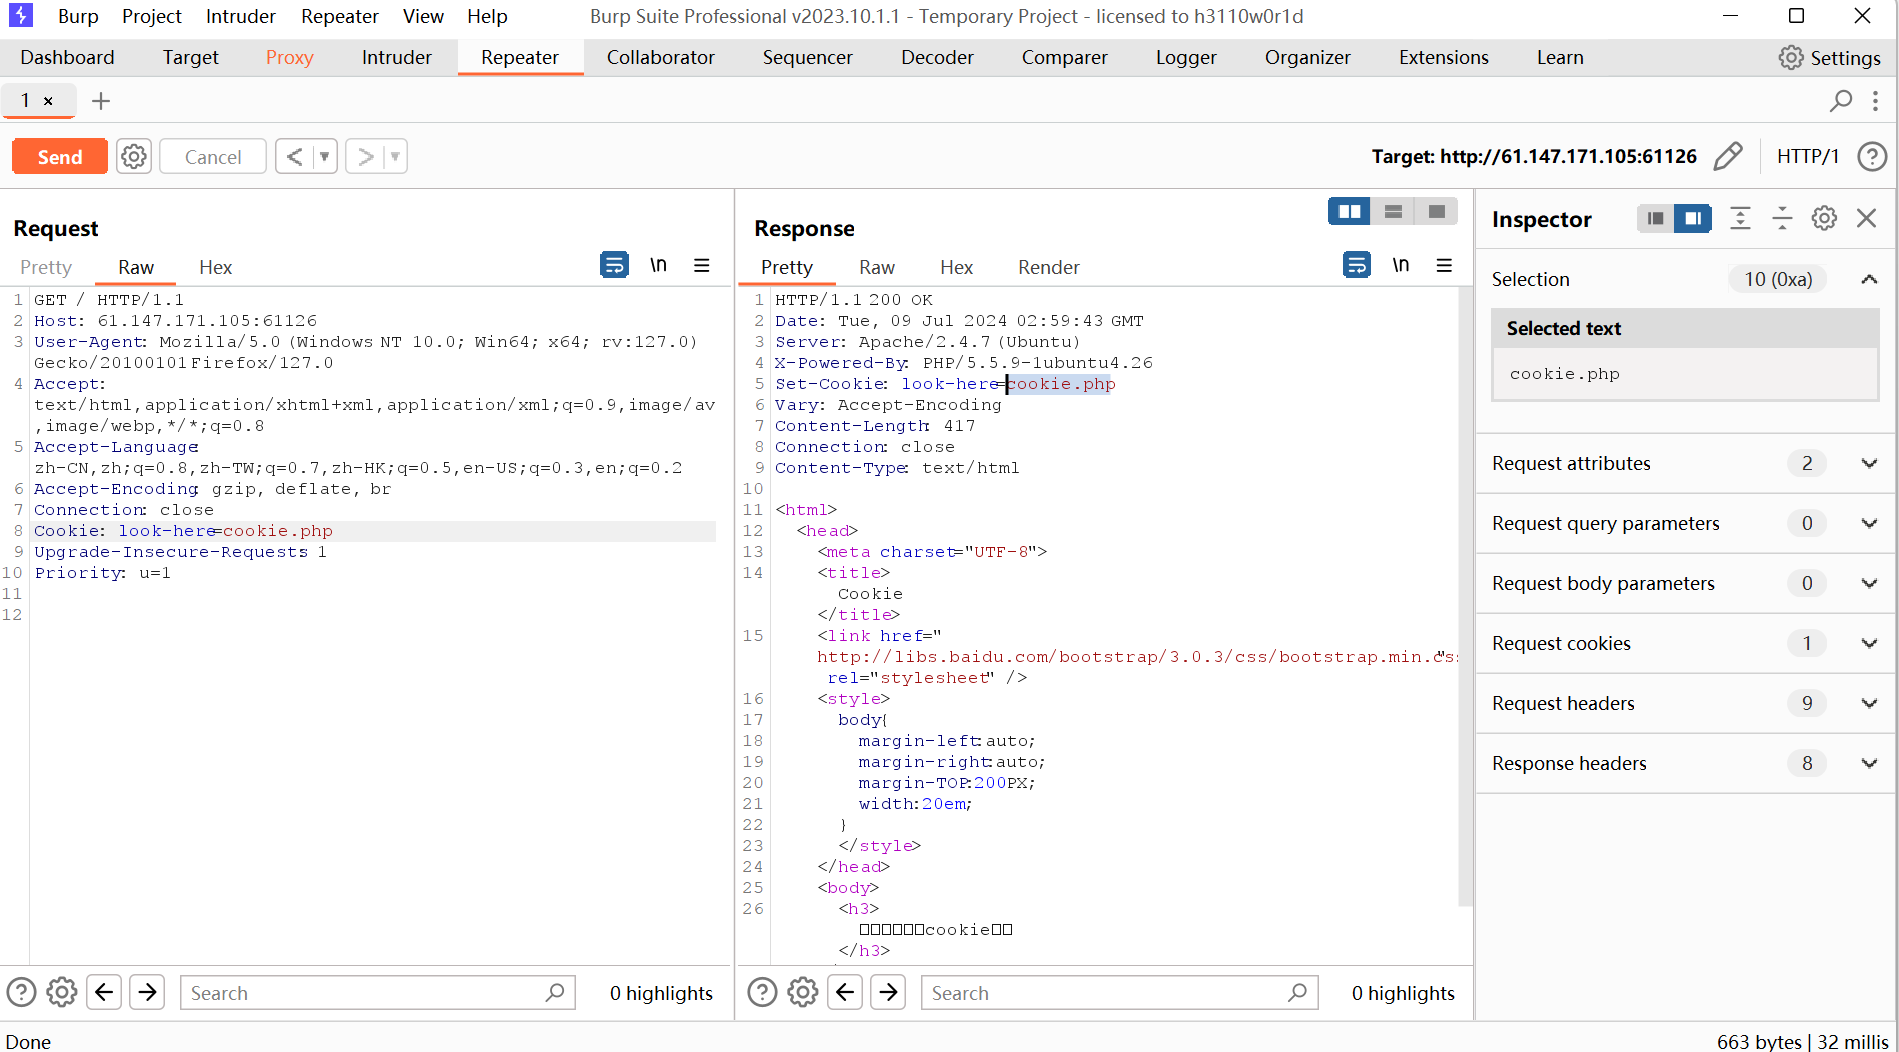 Burp Project Intruder Repeater View Help Burp Suite Professional v2023.10.1.1 - Temporary Project - licensed to h3110w0r1d
Dashboard Target Proxy Intruder Repeater Collaborator Sequencer Decoder Comparer Logger Organizer Extensions Learn Settings
1 ×
Send Cancel < > Target: http://61.147.171.105:61126 HTTP/1
Request
Pretty Raw Hex \n
1 GET / HTTP/1.1
2 Host: 61.147.171.105:61126
3 User-Agent: Mozilla/5.0 (Windows NT 10.0; Win64; x64; rv:127.0)
Gecko/20100101 Firefox/127.0
4 Accept:
text/html,application/xhtml+xml,application/xml;q=0.9,image/av
,image/webp,*/*;q=0.8
5 Accept-Language:
zh-CN,zh;q=0.8,zh-TW;q=0.7,zh-HK;q=0.5,en-US;q=0.3,en;q=0.2
6 Accept-Encoding: gzip, deflate, br
7 Connection: close
8 Cookie: look-here=cookie.php
9 Upgrade-Insecure-Requests: 1
10 Priority: u=1
11
12
Search 0 highlights
Response
Pretty Raw Hex Render \n
1 HTTP/1.1 200 OK
2 Date: Tue, 09 Jul 2024 02:59:43 GMT
3 Server: Apache/2.4.7 (Ubuntu)
4 X-Powered-By: PHP/5.5.9-1ubuntu4.26
5 Set-Cookie: look-here=cookie.php
6 Vary: Accept-Encoding
7 Content-Length: 417
8 Connection: close
9 Content-Type: text/html
10
11 <html>
12 <head>
13 <meta charset="UTF-8">
14 <title>
Cookie
</title>
15 <link href="
http://libs.baidu.com/bootstrap/3.0.3/css/bootstrap.min.css"
rel="stylesheet" />
16 <style>
17 body{
18 margin-left:auto;
19 margin-right:auto;
20 margin-TOP:200PX;
21 width:20em;
22 }
23 </style>
24 </head>
25 <body>
26 <h3>
□□□□□□cookie□□
</h3>
Search 0 highlights
Inspector
Selection 10 (0xa)
Selected text
cookie.php
Request attributes 2
Request query parameters 0
Request body parameters 0
Request cookies 1
Request headers 9
Response headers 8
Done 663 bytes | 32 millis